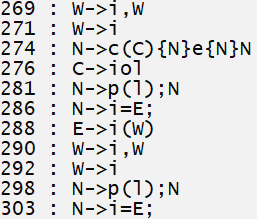 269 : W->i,W
271 : W->i
274 : N->c(C){N}e{N}N
276 : C->iol
281 : N->p(l);N
286 : N->i=E;
288 : E->i(W)
290 : W->i,W
292 : W->i
298 : N->p(l);N
303 : N->i=E;